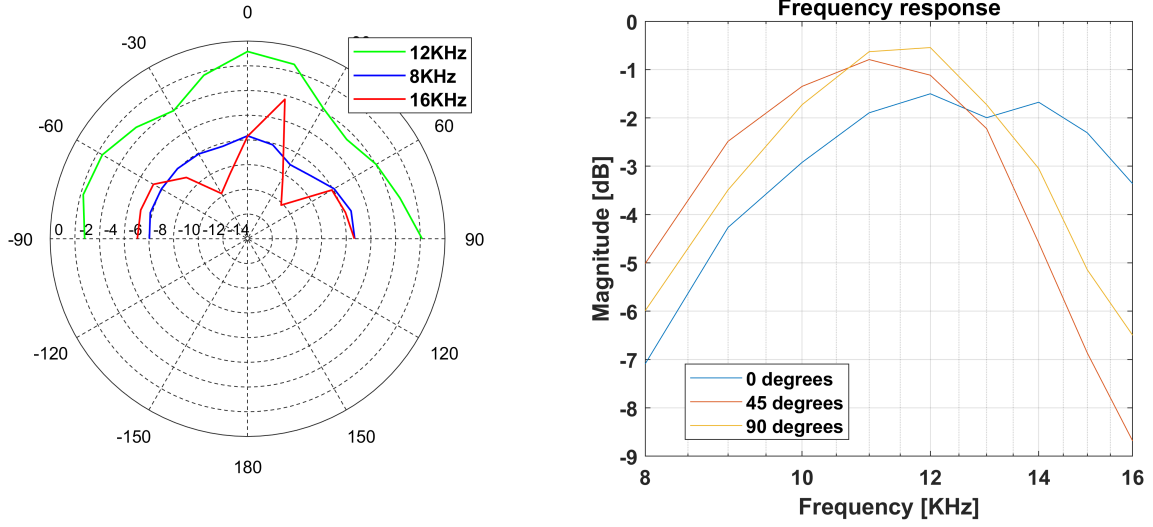 0
-30
12KHz
8KHz
16KHz
-60
60
0 -2 -4 -6 -8 -10 -12 -14
-90
90
-120
120
-150
150
180
Frequency response
0
-1
-2
-3
-4
-5
-6
-7
-8
-9
Magnitude [dB]
0 degrees
45 degrees
90 degrees
8 10 12 14 16
Frequency [KHz]